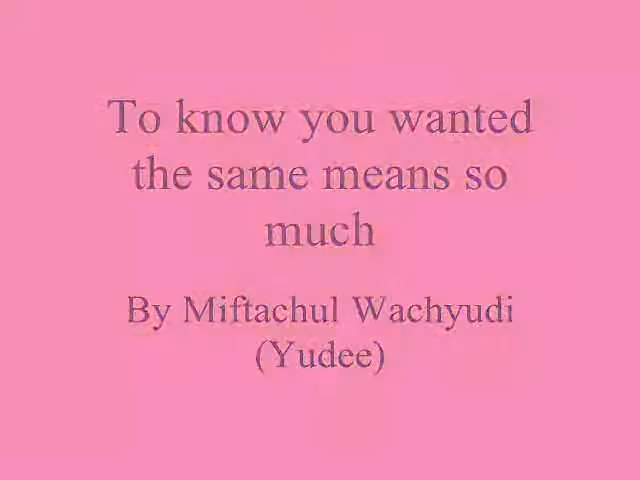 To know you wanted
the same means so
much
By Miftachul Wachyudi
(Yudee)